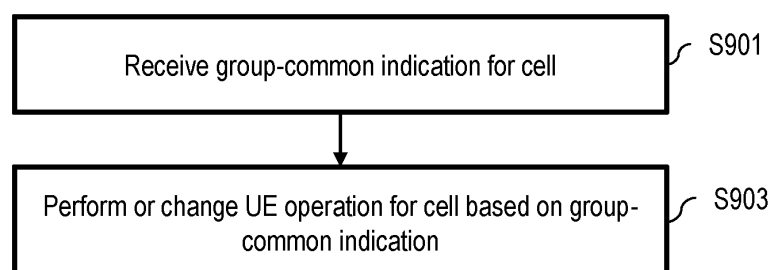 Receive group-common indication for cell
S901
Perform or change UE operation for cell based on group-
common indication
S903